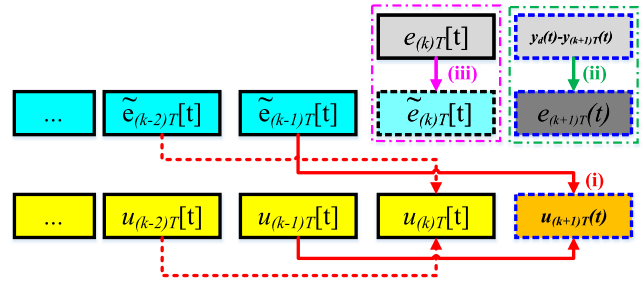 e(k)T[t] yd(t)-y(k+1)T(t)
(iii) (ii)
... ẽ(k-2)T[t] ẽ(k-1)T[t] ẽ(k)T[t] e(k+1)T(t)
(i)
... u(k-2)T[t] u(k-1)T[t] u(k)T[t] u(k+1)T(t)